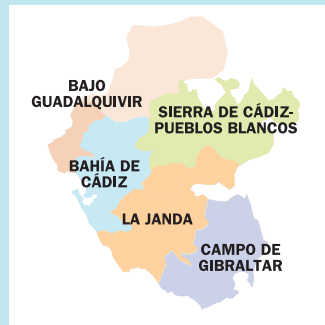 BAJO
GUADALQUIVIR
SIERRA DE CÁDIZ-
PUEBLOS BLANCOS
BAHÍA DE
CÁDIZ
LA JANDA
CAMPO DE
GIBRALTAR